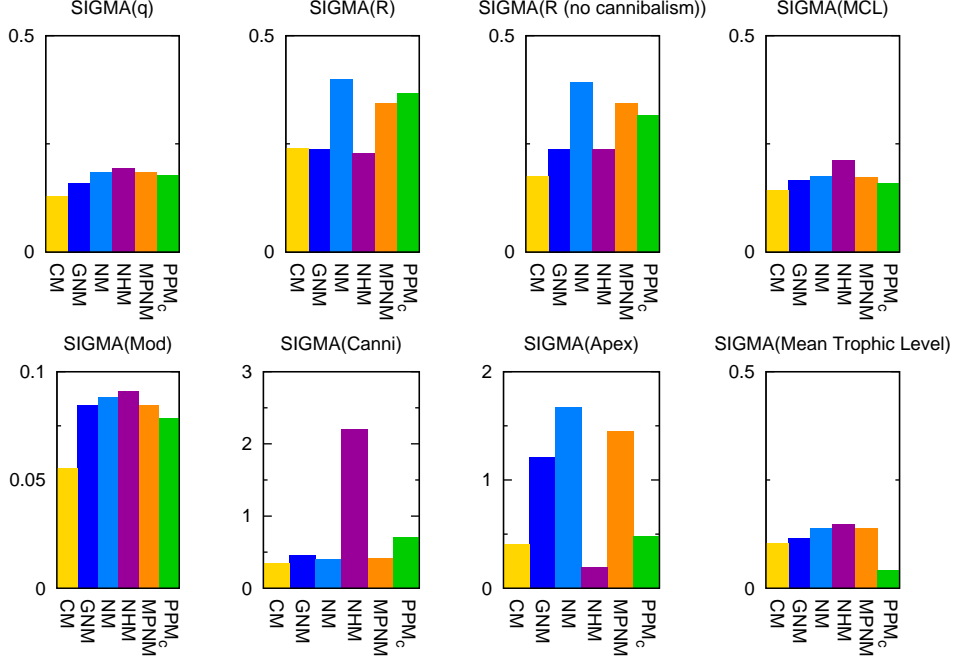 SIGMA(q)
0.5
0
CM
GNM
NM
NHM
MPNM
PPMc
SIGMA(R)
0.5
0
CM
GNM
NM
NHM
MPNM
PPMc
SIGMA(R (no cannibalism))
0.5
0
CM
GNM
NM
NHM
MPNM
PPMc
SIGMA(MCL)
0.5
0
CM
GNM
NM
NHM
MPNM
PPMc
SIGMA(Mod)
0.1
0.05
0
CM
GNM
NM
NHM
MPNM
PPMc
SIGMA(Canni)
3
2
1
0
CM
GNM
NM
NHM
MPNM
PPMc
SIGMA(Apex)
2
1
0
CM
GNM
NM
NHM
MPNM
PPMc
SIGMA(Mean Trophic Level)
0.5
0
CM
GNM
NM
NHM
MPNM
PPMc